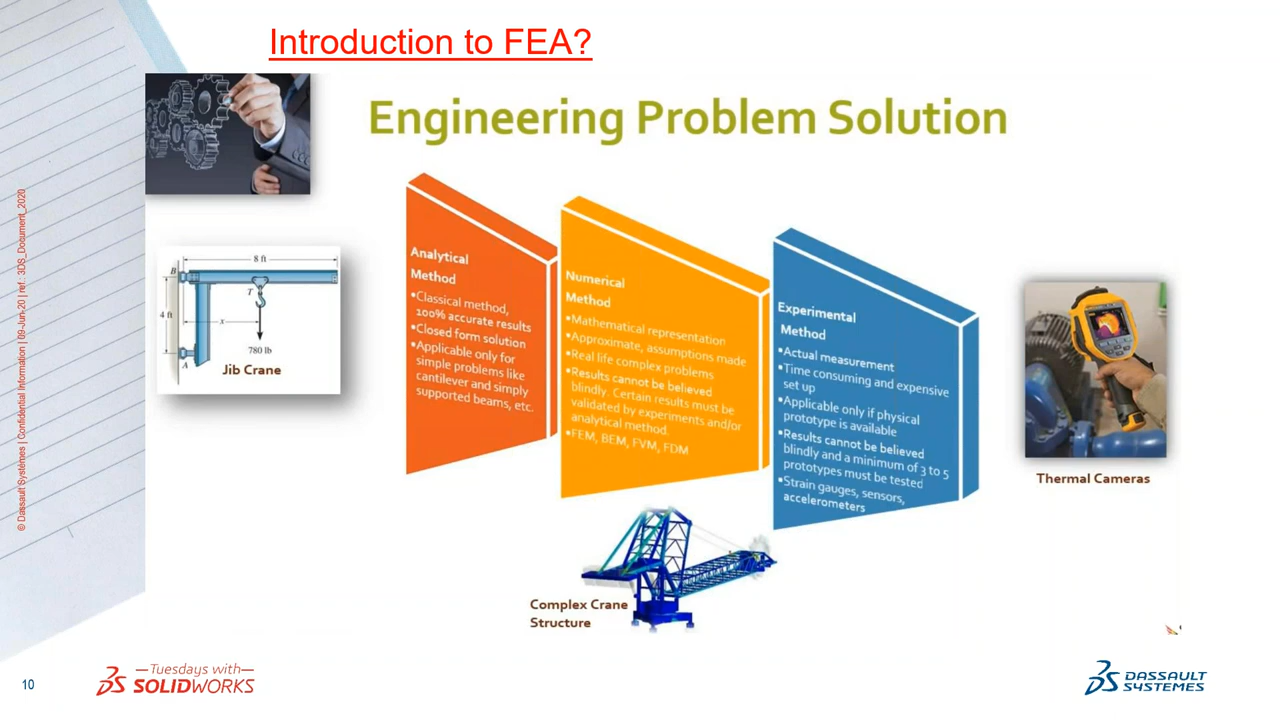 Introduction to FEA?
Engineering Problem Solution
© Dassault Systèmes | Confidential Information | 09-Jun-20 | ref.: 3DS_Document_2020
8 ft
B
T
4 ft
x
780 lb
A
Jib Crane
Analytical
Method
•Classical method,
100% accurate results
•Closed form solution
•Applicable only for
simple problems like
cantilever and simply
supported beams, etc.
Numerical
Method
•Mathematical representation
•Approximate, assumptions made
•Real life complex problems
•Results cannot be believed
blindly. Certain results must be
validated by experiments and/or
analytical method.
•FEM, BEM, FVM, FDM
Experimental
Method
•Actual measurement
•Time consuming and expensive
set up
•Applicable only if physical
prototype is available
•Results cannot be believed
blindly and a minimum of 3 to 5
prototypes must be tested
•Strain gauges, sensors,
accelerometers
Thermal Cameras
Complex Crane
Structure
10
Tuesdays with
SOLIDWORKS
DASSAULT
SYSTEMES